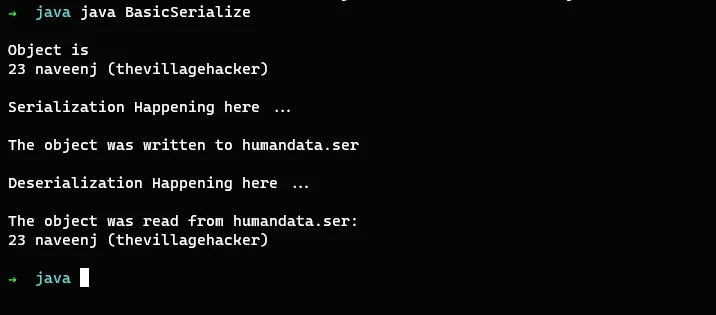 → java java BasicSerialize
Object is
23 naveenj (thevillagehacker)
Serialization Happening here ...
The object was written to humandata.ser
Deserialization Happening here ...
The object was read from humandata.ser:
23 naveenj (thevillagehacker)
→ java